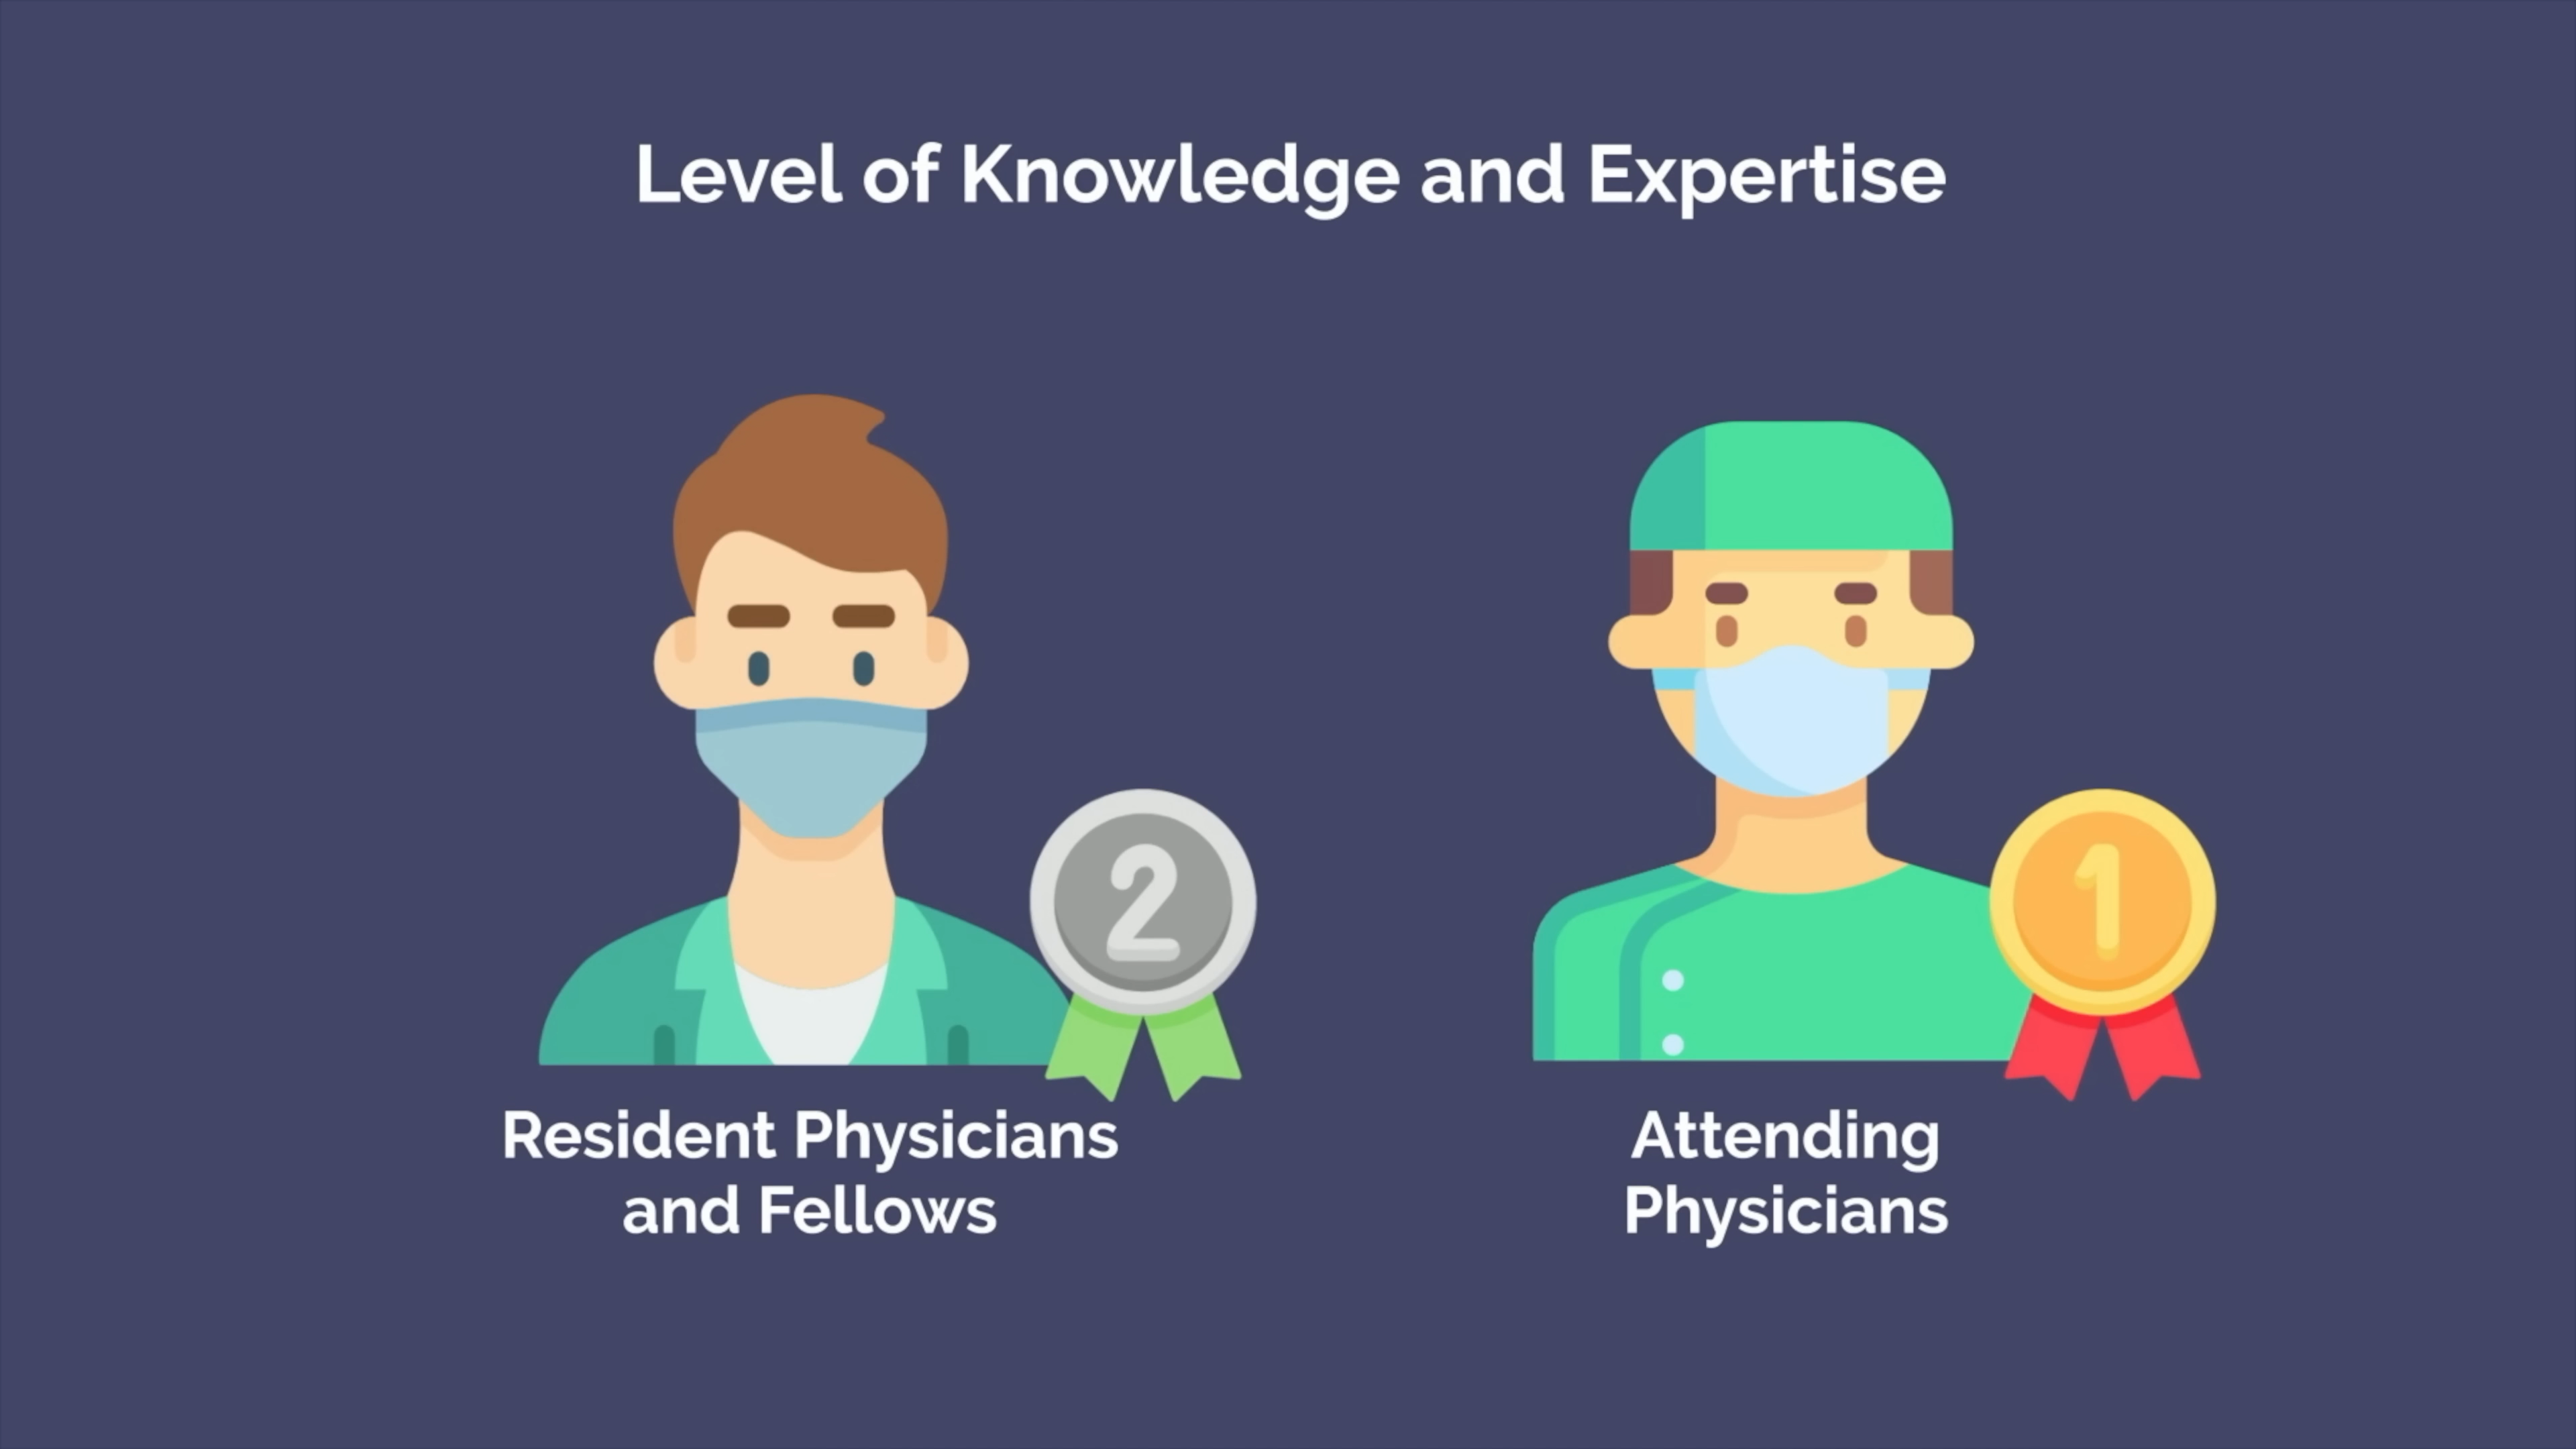 Level of Knowledge and Expertise
2
1
Resident Physicians
and Fellows
Attending
Physicians